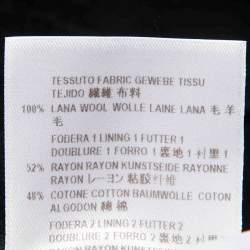 TESSUTO FABRIC GEWEBE TISSU
TEJIDO 繊維 布料
100% LANA WOOL WOLLE LAINE LANA 毛 羊
毛
FODERA 1 LINING 1 FUTTER 1
DOUBLURE 1 FORRO 1 裏地 1 衬里 1
52% RAYON RAYON KUNSTSEIDE RAYONNE
RAYON レーヨン 粘胶纤维
48% COTONE COTTON BAUMWOLLE COTON
ALGODON 綿 棉
FODERA 2 LINING 2 FUTTER 2